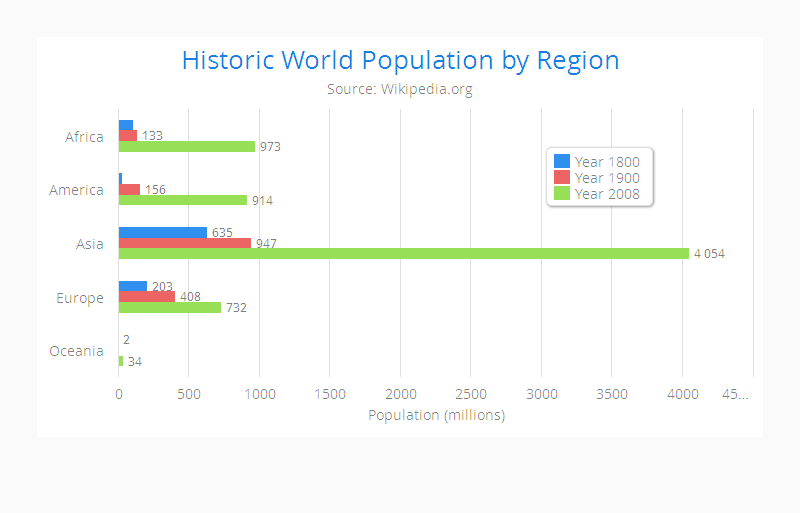 Historic World Population by Region
Source: Wikipedia.org
Africa
133
973
America
156
914
Asia
635
947
4 054
Europe
203
408
732
Oceania
2
34
Year 1800
Year 1900
Year 2008
0 500 1000 1500 2000 2500 3000 3500 4000 45...
Population (millions)